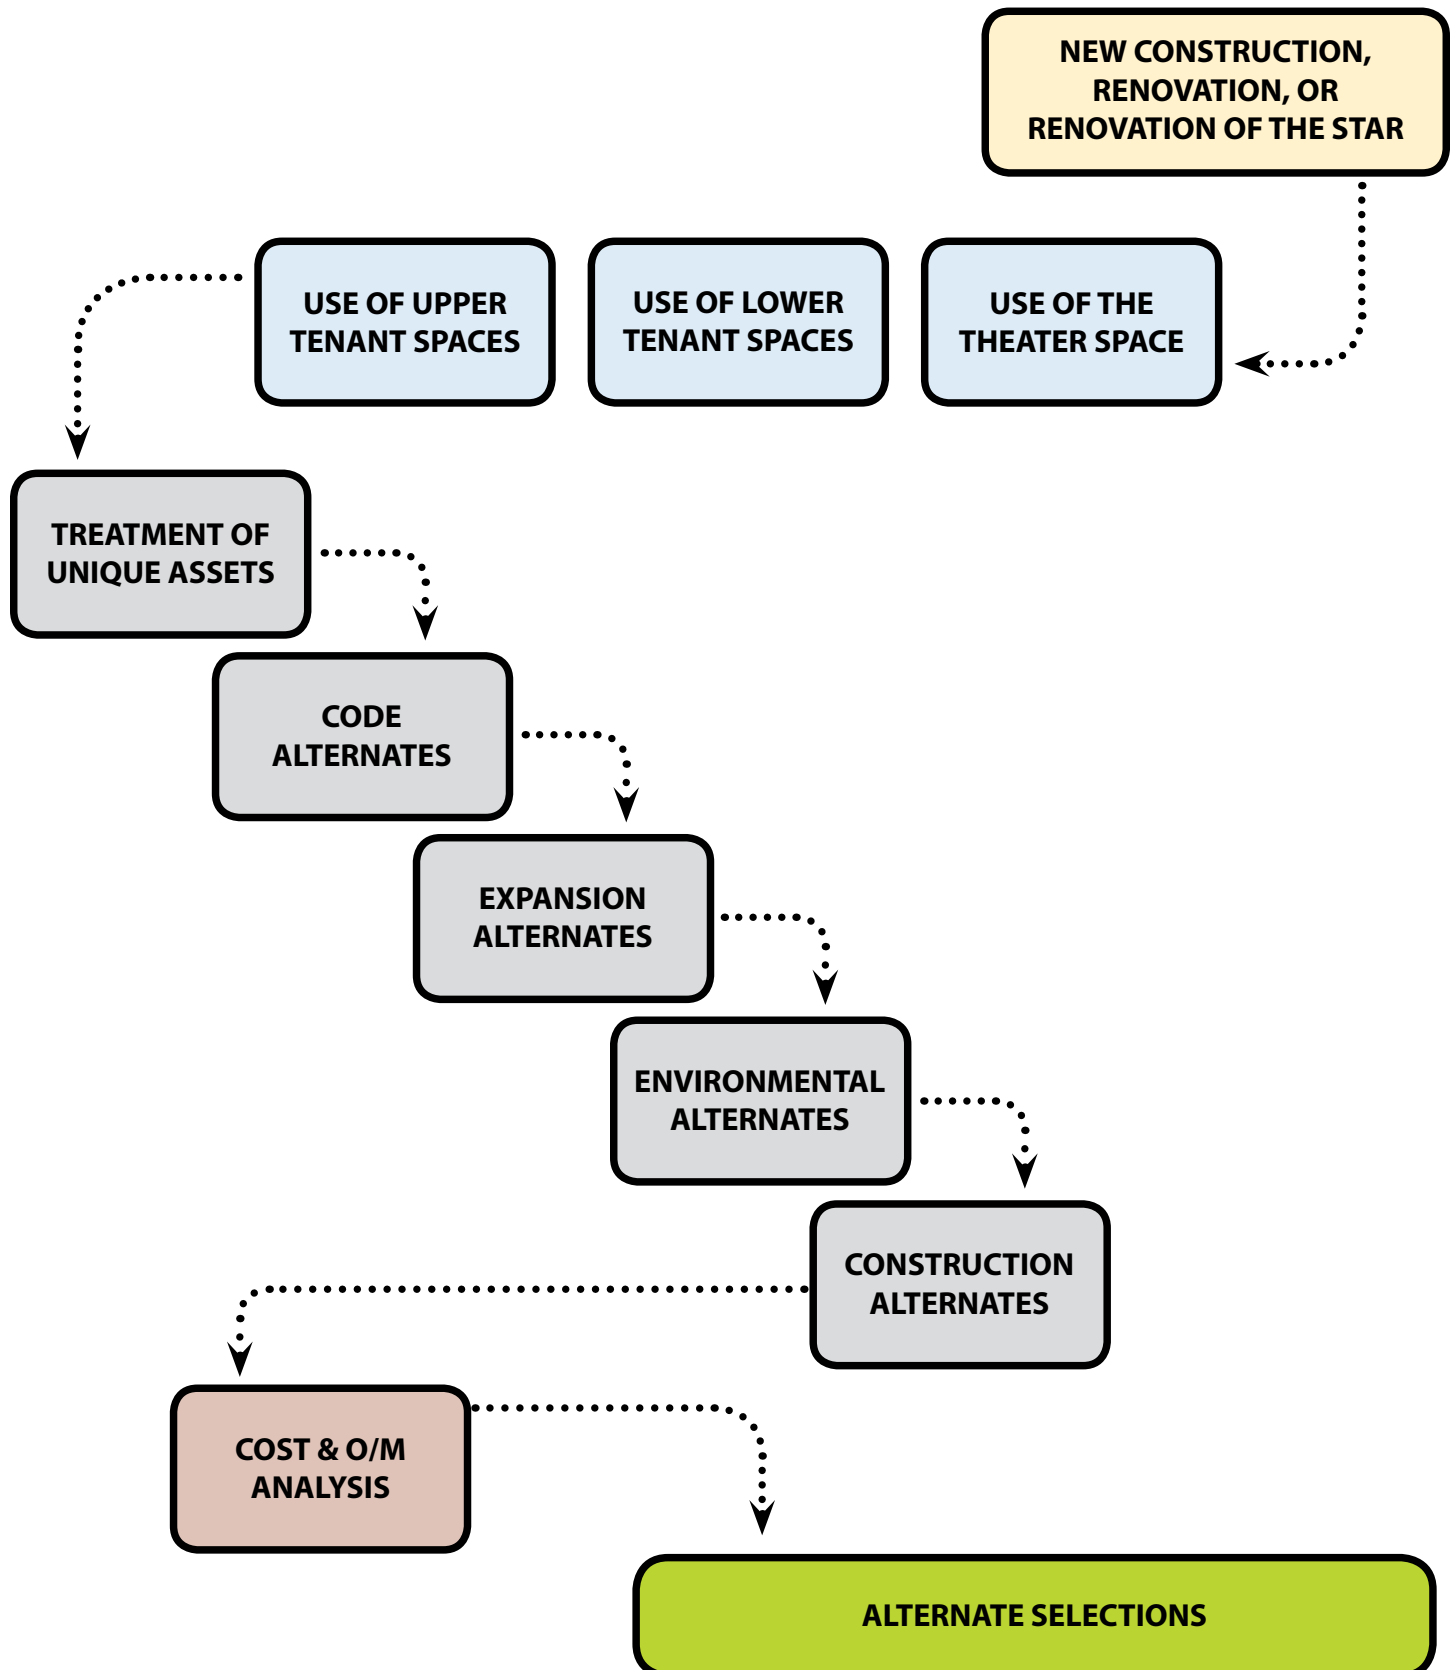 NEW CONSTRUCTION,
RENOVATION, OR
RENOVATION OF THE STAR
USE OF UPPER
TENANT SPACES
USE OF LOWER
TENANT SPACES
USE OF THE
THEATER SPACE
TREATMENT OF
UNIQUE ASSETS
CODE
ALTERNATES
EXPANSION
ALTERNATES
ENVIRONMENTAL
ALTERNATES
CONSTRUCTION
ALTERNATES
COST & O/M
ANALYSIS
ALTERNATE SELECTIONS